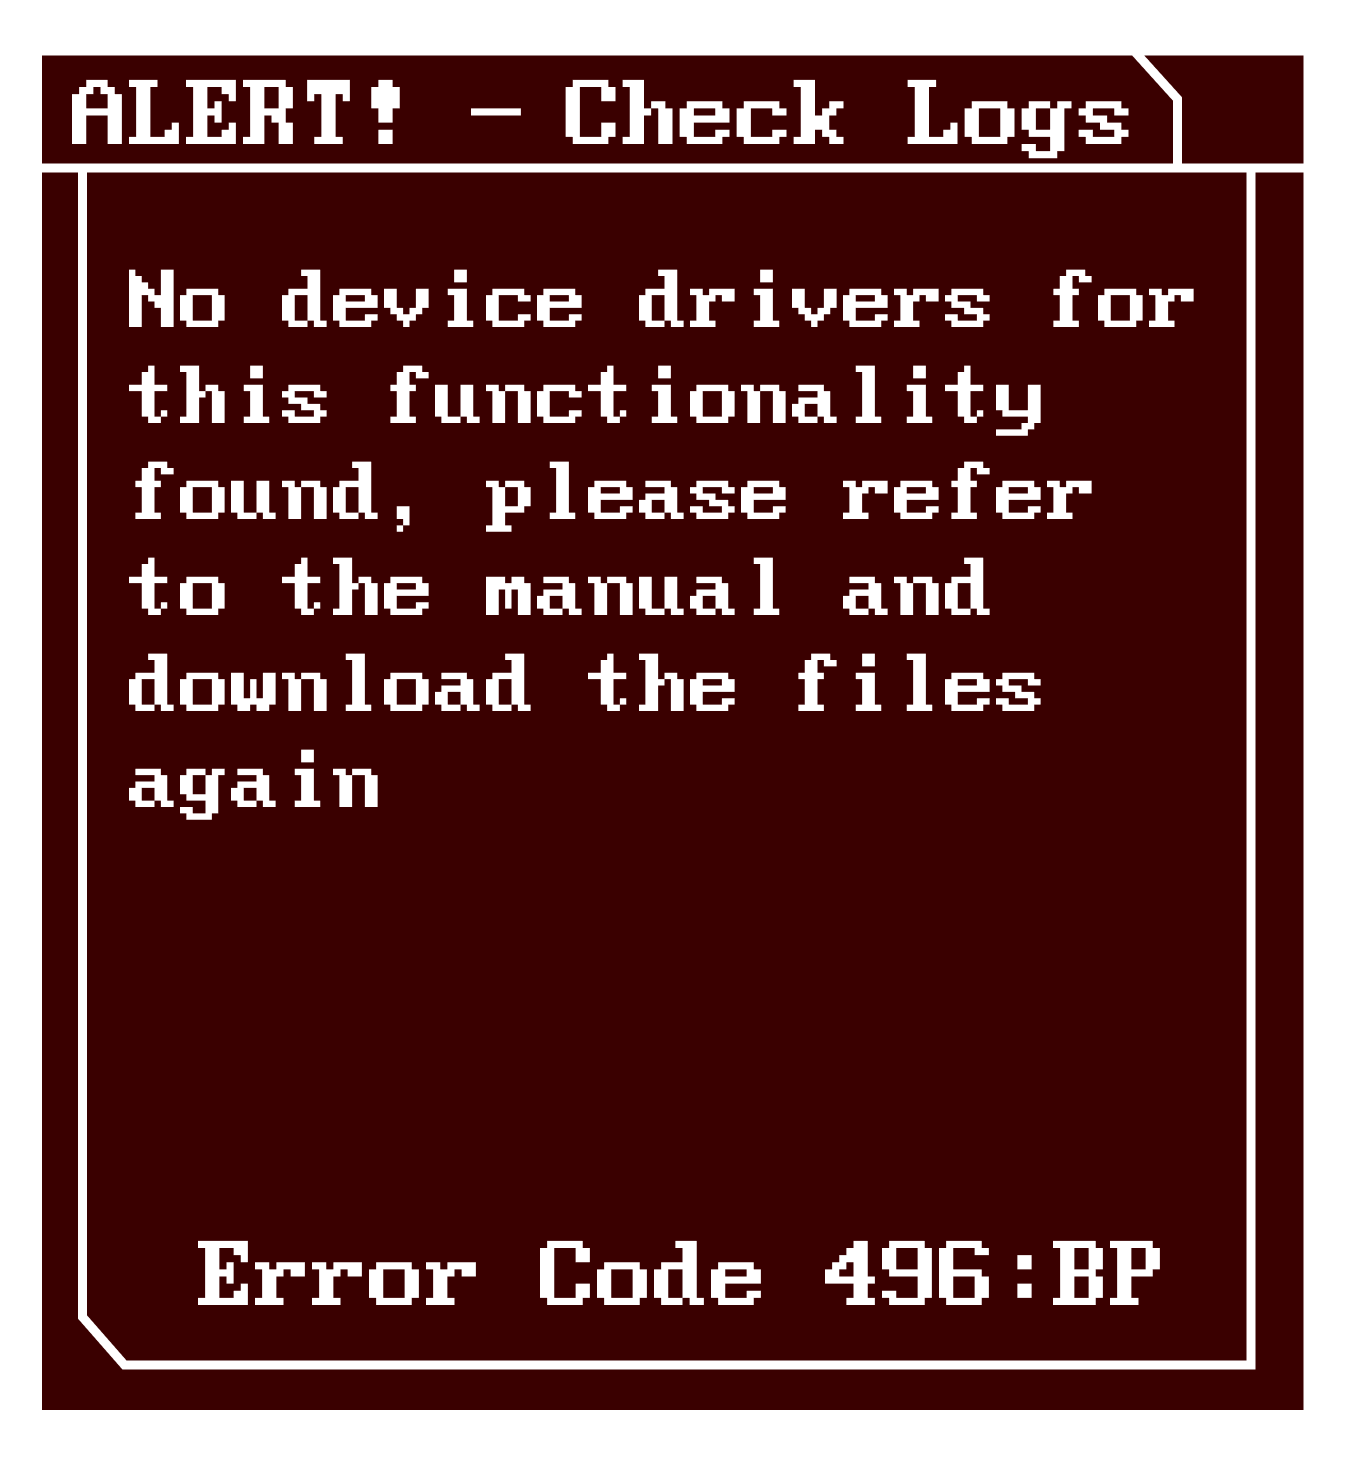 ALERT! - Check Logs
No device drivers for
this functionality
found, please refer
to the manual and
download the files
again
Error Code 496:BP